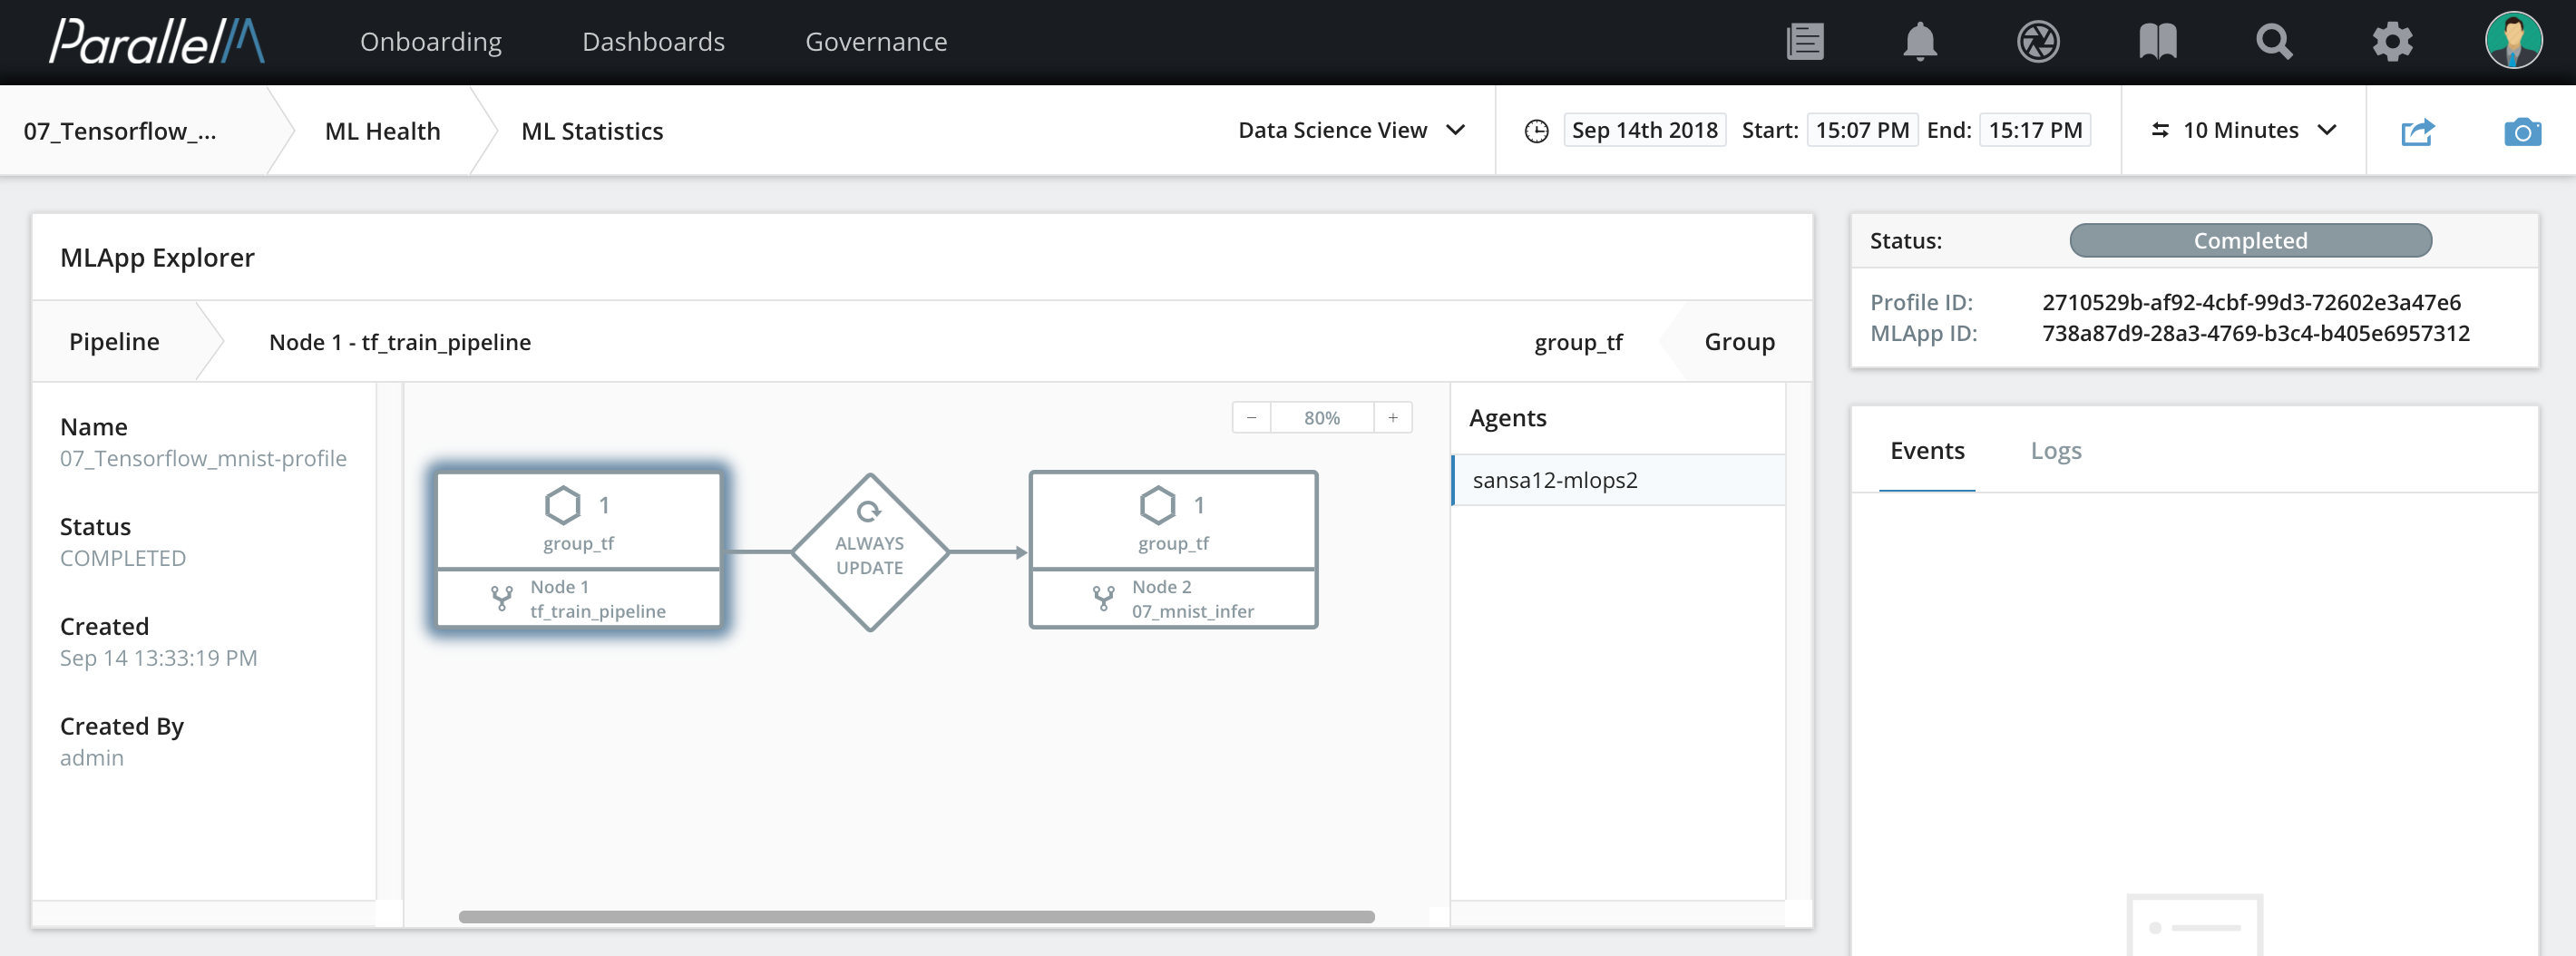 ParallelM
Onboarding
Dashboards
Governance
07_Tensorflow_...
ML Health
ML Statistics
Data Science View
Sep 14th 2018
Start:
15:07 PM
End:
15:17 PM
10 Minutes
MLApp Explorer
Pipeline
Node 1 - tf_train_pipeline
group_tf
Group
Name
07_Tensorflow_mnist-profile
Status
COMPLETED
Created
Sep 14 13:33:19 PM
Created By
admin
−
80%
+
1
group_tf
Node 1
tf_train_pipeline
ALWAYS
UPDATE
1
group_tf
Node 2
07_mnist_infer
Agents
sansa12-mlops2
Status:
Completed
Profile ID:
2710529b-af92-4cbf-99d3-72602e3a47e6
MLApp ID:
738a87d9-28a3-4769-b3c4-b405e6957312
Events
Logs